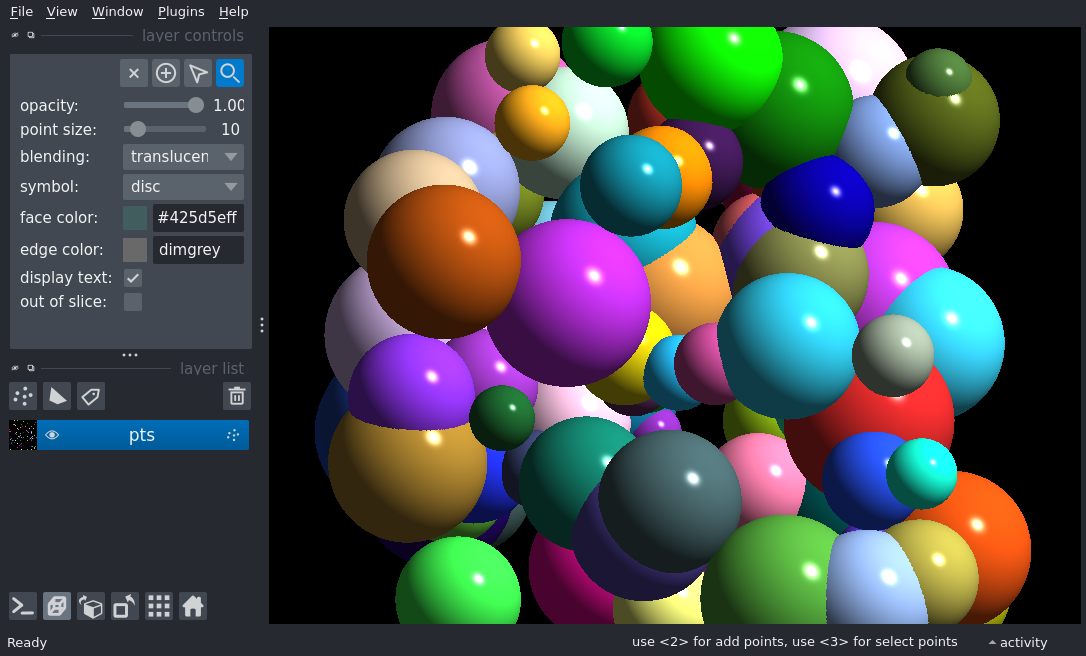 File View Window Plugins Help
layer controls
opacity: 1.00
point size: 10
blending: translucen
symbol: disc
face color: #425d5eff
edge color: dimgrey
display text:
out of slice:
layer list
pts
Ready use <2> for add points, use <3> for select points activity